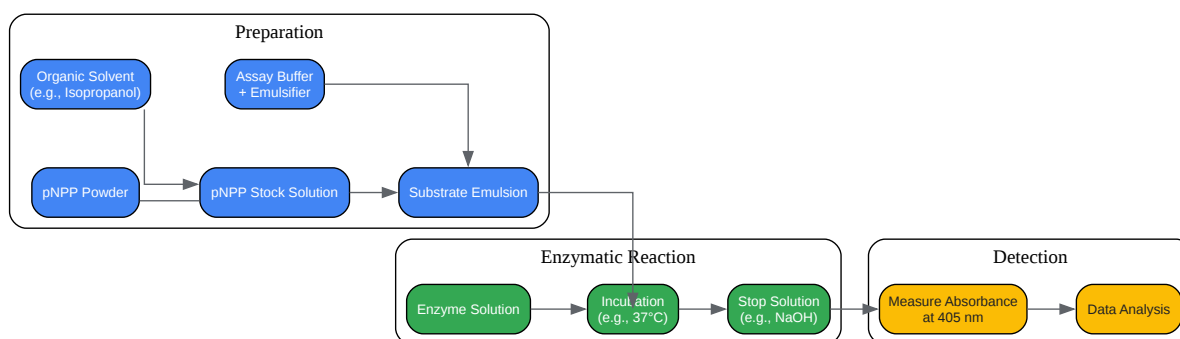 Preparation
Organic Solvent
(e.g., Isopropanol)
Assay Buffer
+ Emulsifier
pNPP Powder
pNPP Stock Solution
Substrate Emulsion
Enzymatic Reaction
Enzyme Solution
Incubation
(e.g., 37°C)
Stop Solution
(e.g., NaOH)
Detection
Measure Absorbance
at 405 nm
Data Analysis